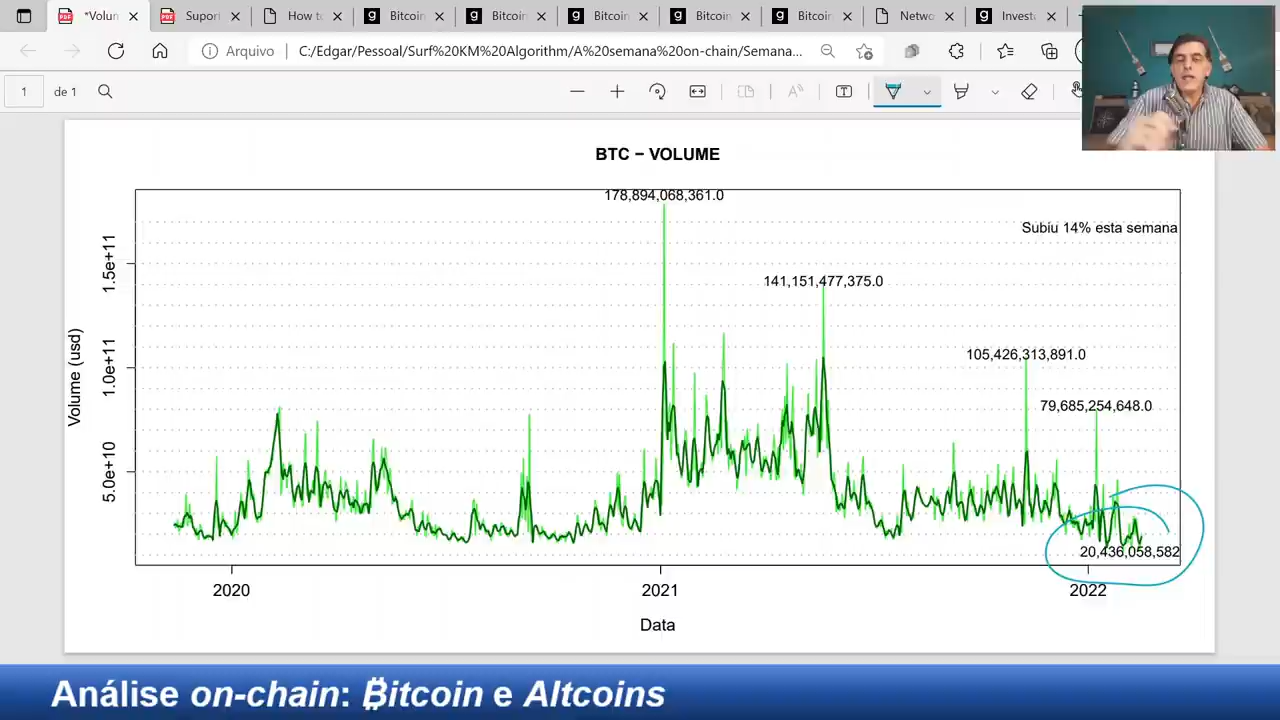 *Volun
Suport
How to
Bitcoin
Bitcoin
Bitcoin
Bitcoin
Bitcoin
Netwo
Invest
Arquivo
C:/Edgar/Pessoal/Surf%20KM%20Algorithm/A%20semana%20on-chain/Semana...
1
de 1
BTC − VOLUME
178,894,068,361.0
Subiu 14% esta semana
141,151,477,375.0
105,426,313,891.0
79,685,254,648.0
20,436,058,582
Volume (usd)
1.5e+11
1.0e+11
5.0e+10
2020
2021
2022
Data
Análise on-chain: ₿itcoin e Altcoins